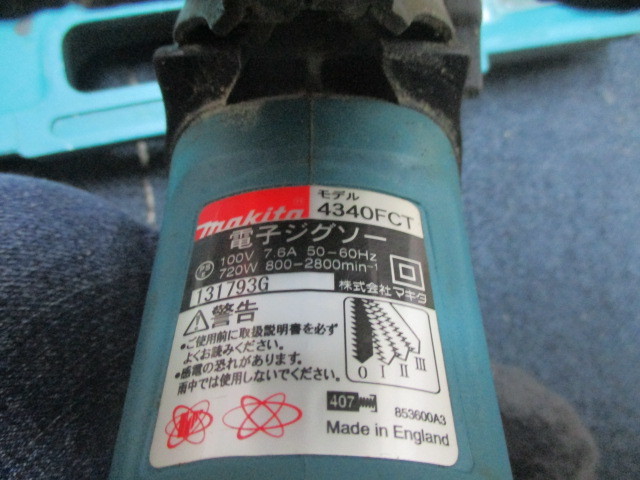 makita
モデル
4340FCT
電子ジグソー
100V 7.6A 50-60Hz
720W 800-2800min⁻¹
131793G
株式会社マキタ
警告
•ご使用前に取扱説明書を必ず
よくお読みください。
•感電の恐れがあります。
雨中では使用しないでください。
0 I II III
407
853600A3
Made in England